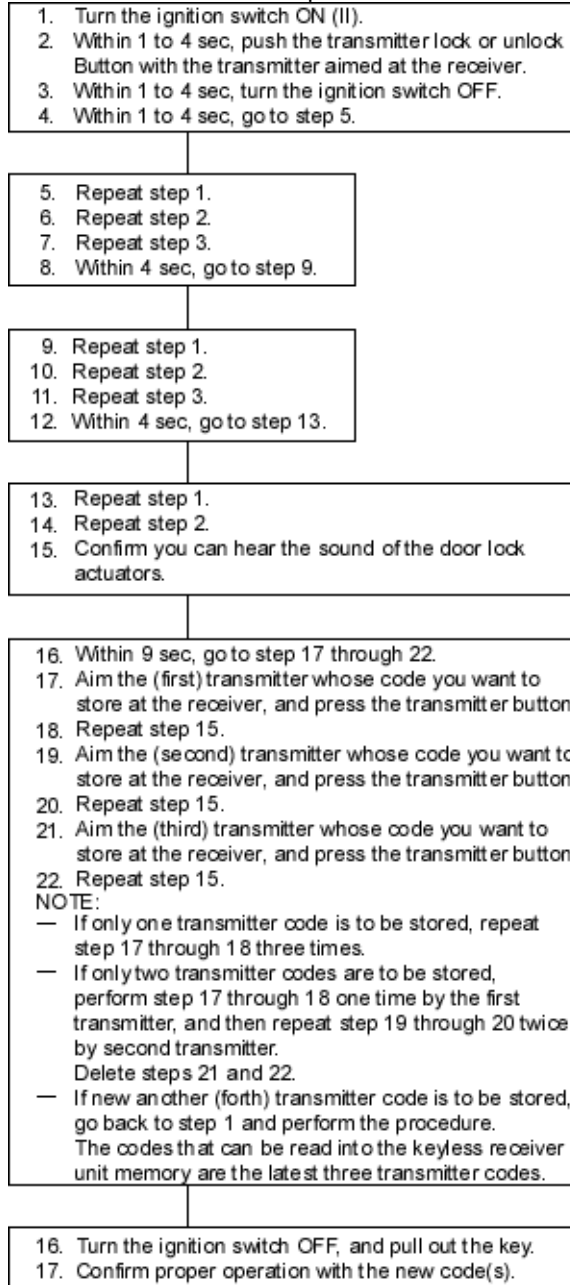 1. Turn the ignition switch ON (II).
2. Within 1 to 4 sec, push the transmitter lock or unlock
Button with the transmitter aimed at the receiver.
3. Within 1 to 4 sec, turn the ignition switch OFF.
4. Within 1 to 4 sec, go to step 5.
5. Repeat step 1.
6. Repeat step 2.
7. Repeat step 3.
8. Within 4 sec, go to step 9.
9. Repeat step 1.
10. Repeat step 2.
11. Repeat step 3.
12. Within 4 sec, go to step 13.
13. Repeat step 1.
14. Repeat step 2.
15. Confirm you can hear the sound of the door lock
actuators.
16. Within 9 sec, go to step 17 through 22.
17. Aim the (first) transmitter whose code you want to
store at the receiver, and press the transmitter button
18. Repeat step 15.
19. Aim the (second) transmitter whose code you want to
store at the receiver, and press the transmitter button
20. Repeat step 15.
21. Aim the (third) transmitter whose code you want to
store at the receiver, and press the transmitter button
22. Repeat step 15.
NOTE:
— If only one transmitter code is to be stored, repeat
step 17 through 18 three times.
— If only two transmitter codes are to be stored,
perform step 17 through 18 one time by the first
transmitter, and then repeat step 19 through 20 twice
by second transmitter.
Delete steps 21 and 22.
— If new another (forth) transmitter code is to be stored,
go back to step 1 and perform the procedure.
The codes that can be read into the keyless receiver
unit memory are the latest three transmitter codes.
16. Turn the ignition switch OFF, and pull out the key.
17. Confirm proper operation with the new code(s).